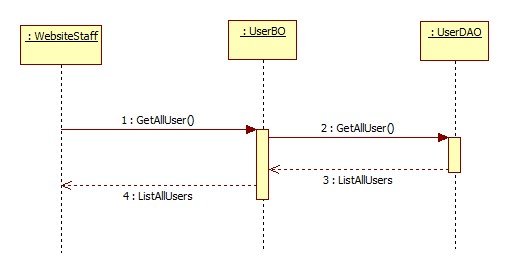 : WebsiteStaff
: UserBO
: UserDAO
1 : GetAllUser()
2 : GetAllUser()
3 : ListAllUsers
4 : ListAllUsers